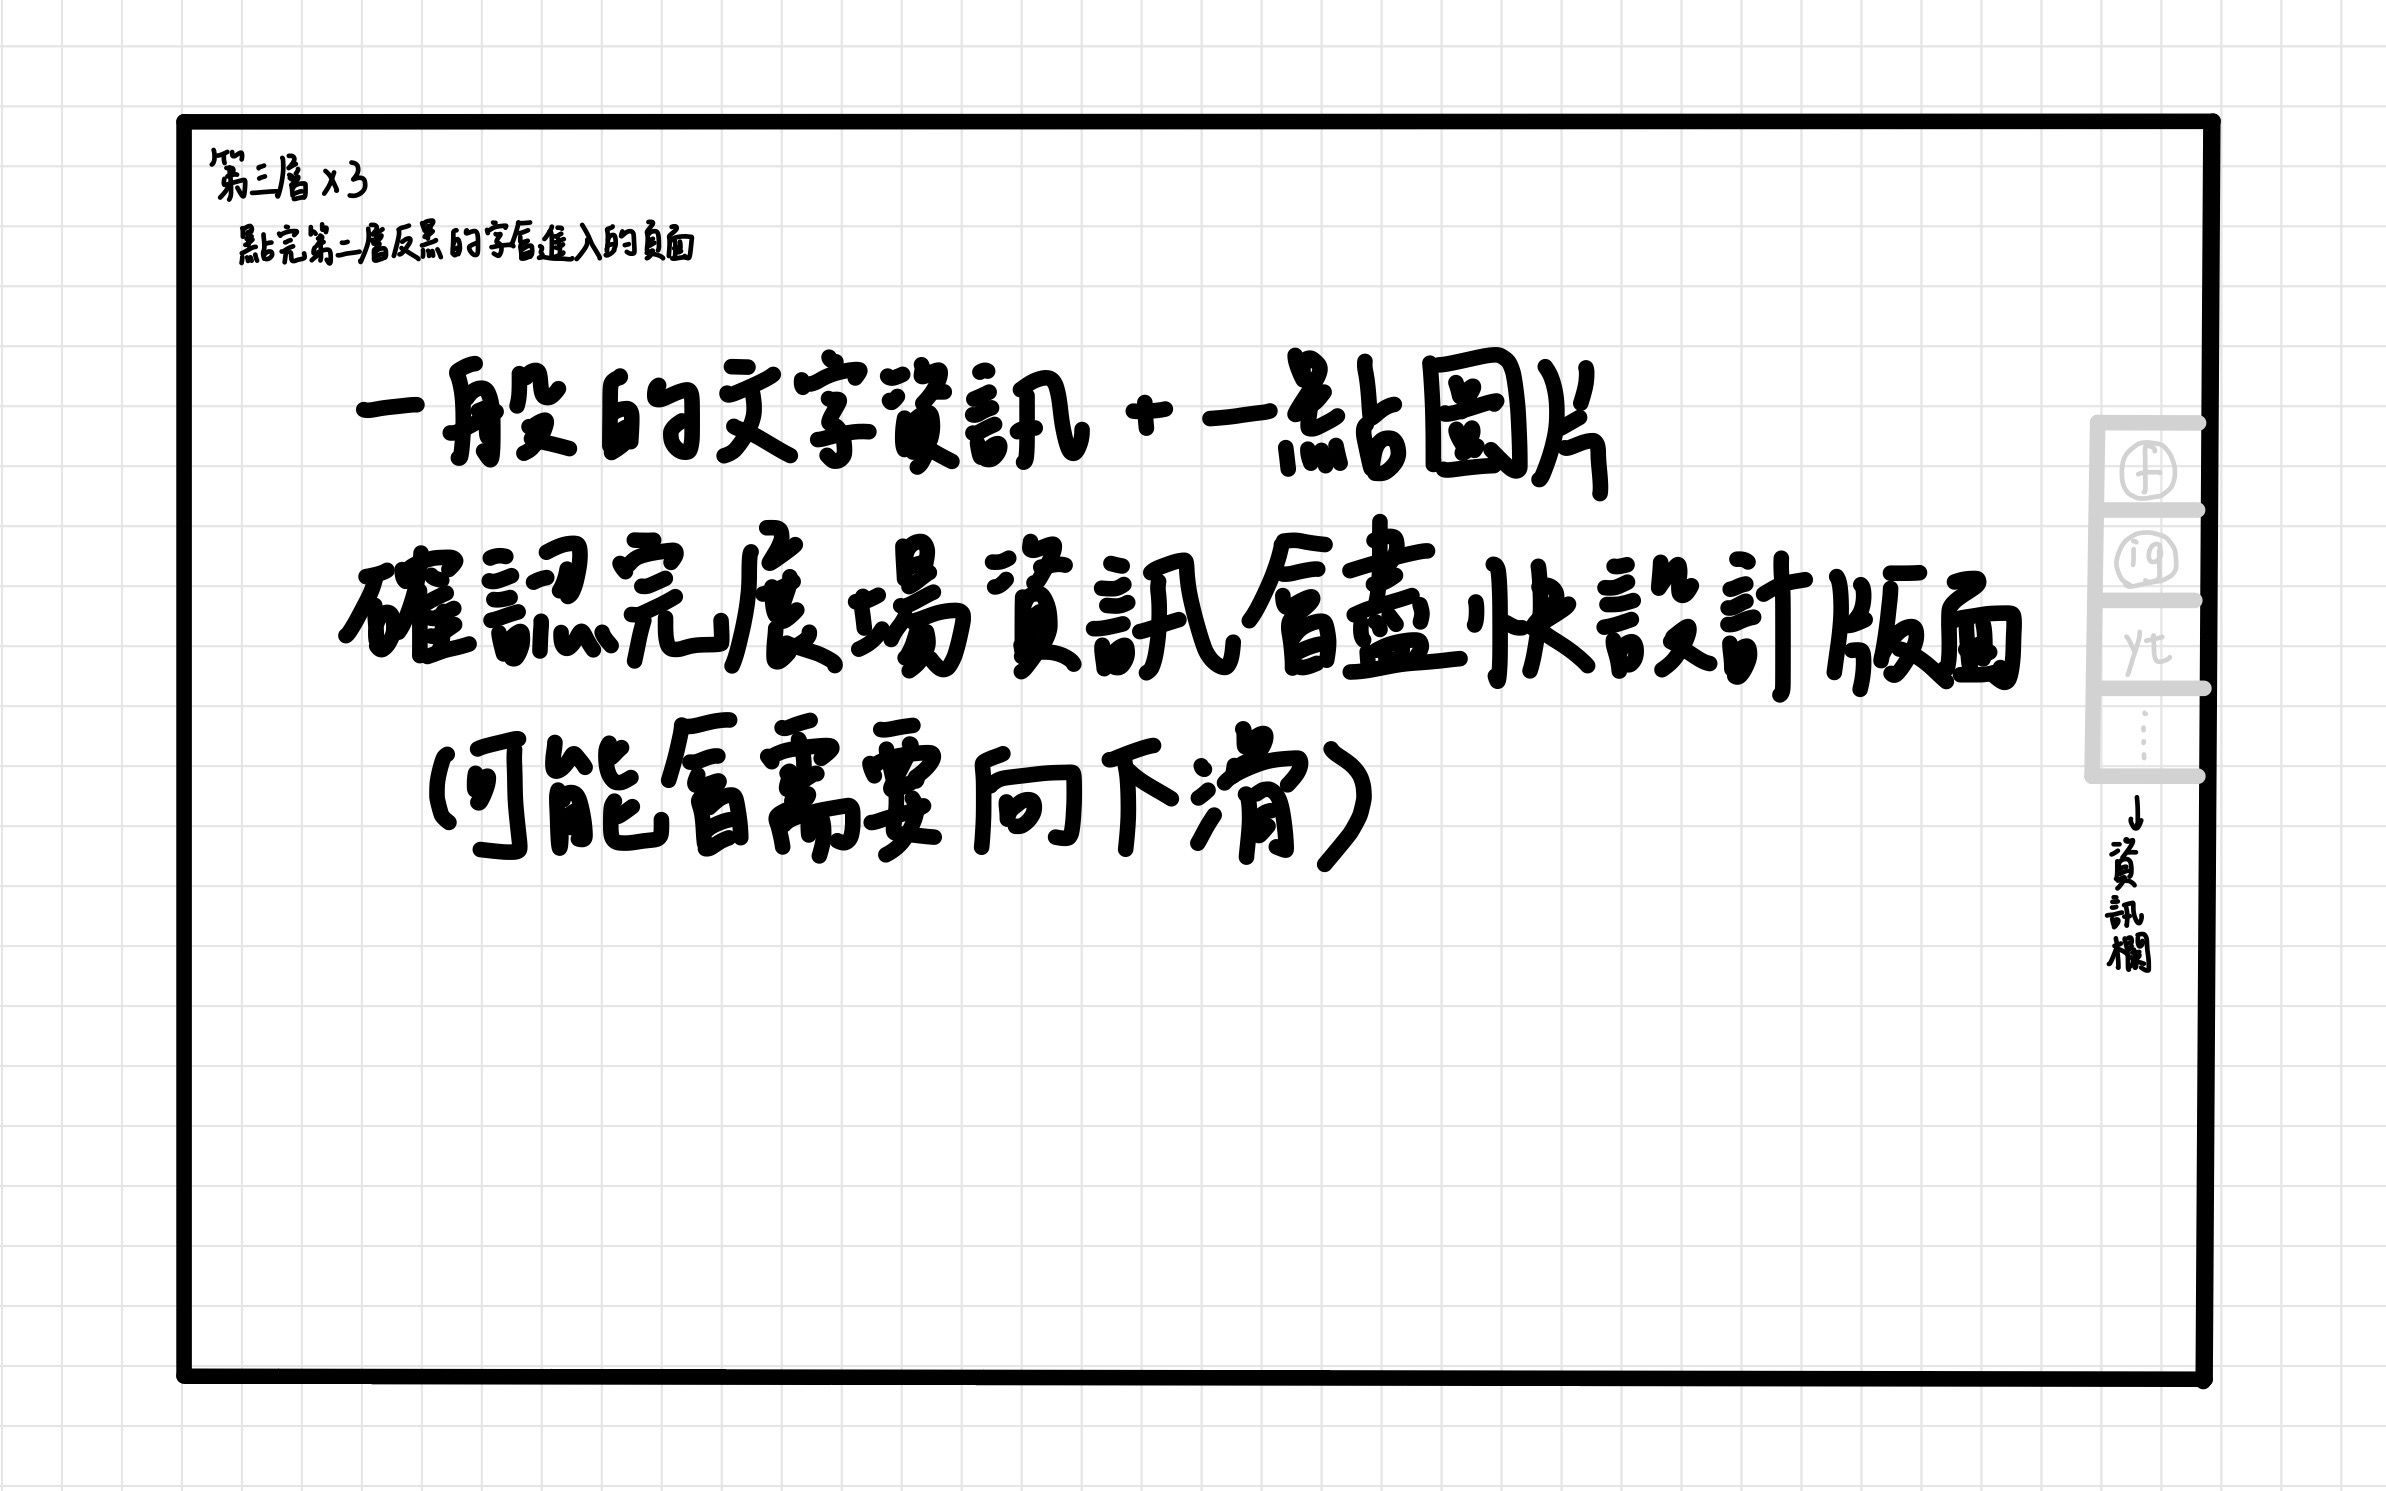 第三層 x3
點完第二層反黑的字會進入的頁面
一般的文字資訊 + 一點圖片
確認完展場資訊會盡快設計版面
(可能會需要向下滑)
f
ig
yt
↓
資訊欄